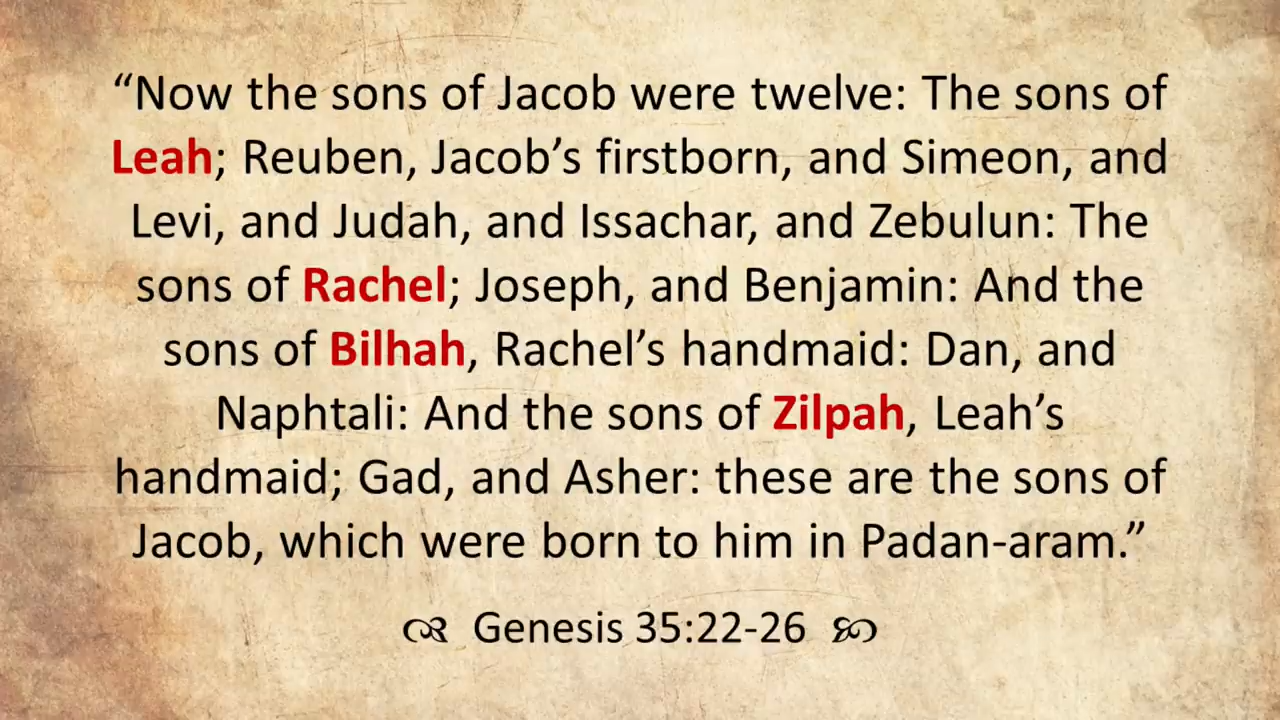 “Now the sons of Jacob were twelve: The sons of
Leah; Reuben, Jacob’s firstborn, and Simeon, and
Levi, and Judah, and Issachar, and Zebulun: The
sons of Rachel; Joseph, and Benjamin: And the
sons of Bilhah, Rachel’s handmaid: Dan, and
Naphtali: And the sons of Zilpah, Leah’s
handmaid; Gad, and Asher: these are the sons of
Jacob, which were born to him in Padan-aram.”
Genesis 35:22-26